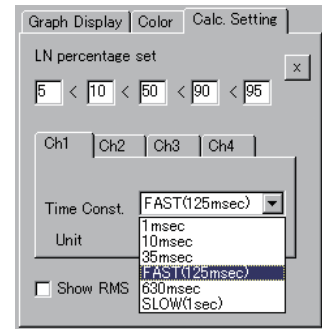 Graph Display Color Calc. Setting
LN percentage set
x
5 < 10 < 50 < 90 < 95
Ch1 Ch2 Ch3 Ch4
Time Const. FAST(125msec)
1msec
10msec
35msec
Unit FAST(125msec)
Show RMS 630msec
SLOW(1sec)